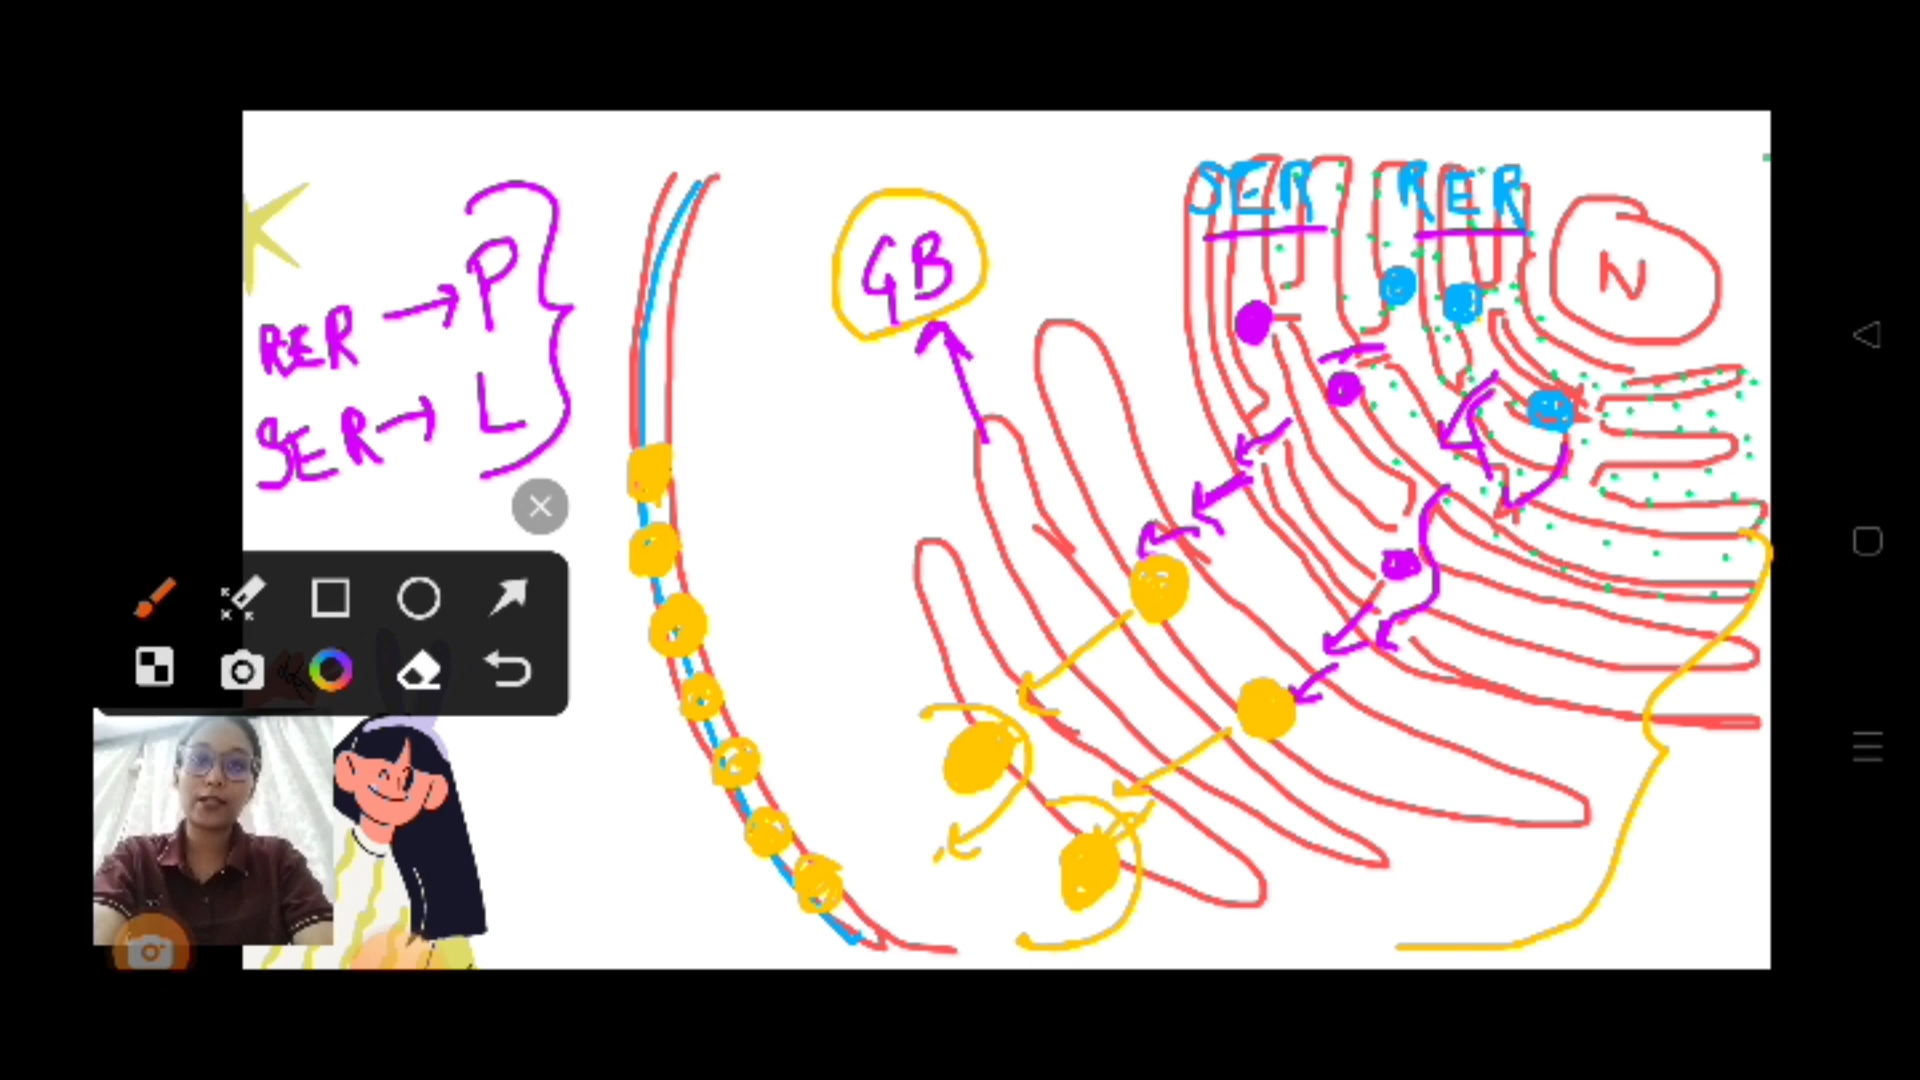 SER RER
GB
N
RER → P
SER → L